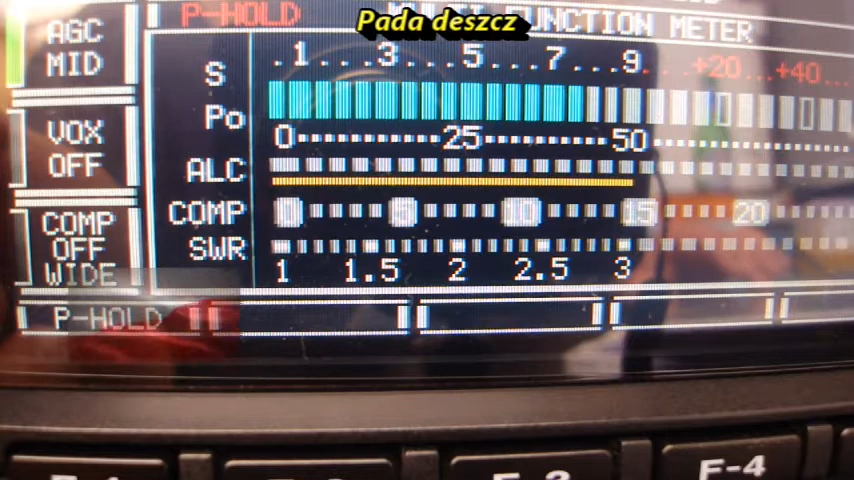 Pada deszcz
P-HOLD FUNCTION METER
AGC
MID
S .1...3...5...7...9...+20...+40...
Po
0 25 50
VOX
OFF
ALC
COMP 0 5 10 15 20
SWR
1 1.5 2 2.5 3
COMP
OFF
WIDE
P-HOLD
F-4